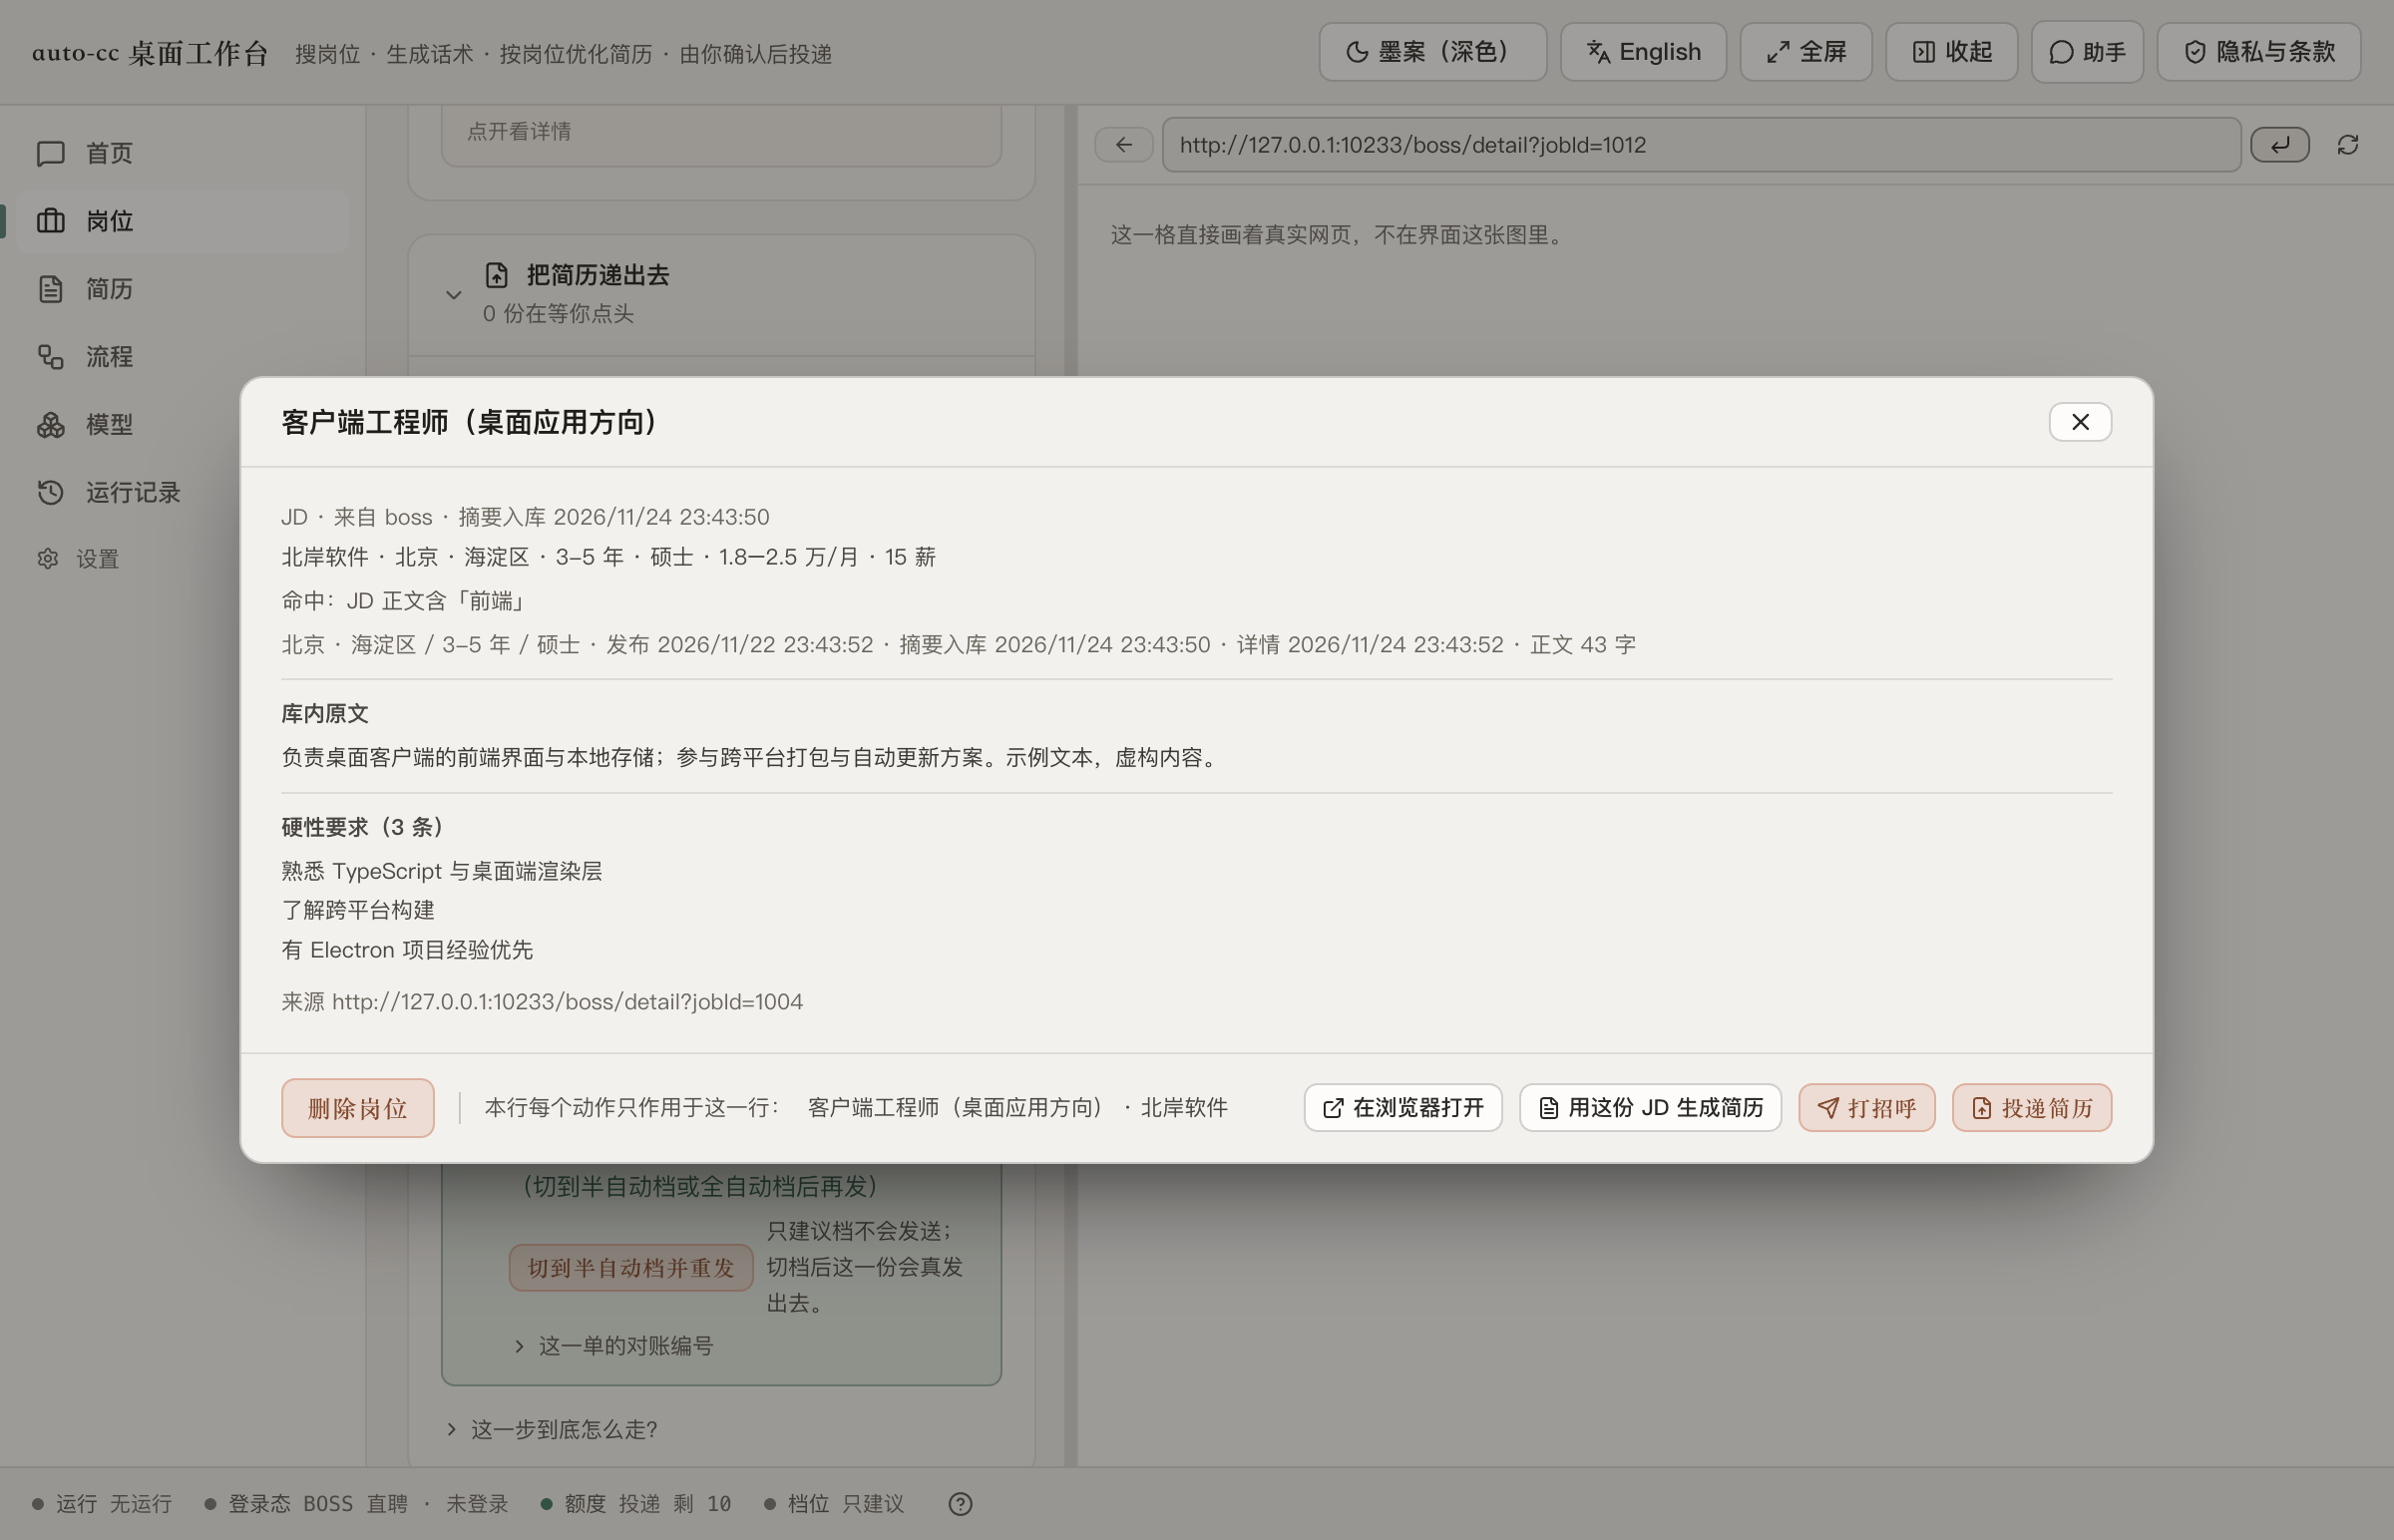 auto-cc 桌面工作台
搜岗位 · 生成话术 · 按岗位优化简历 · 由你确认后投递
墨案（深色）
English
全屏
收起
助手
隐私与条款
首页
岗位
简历
流程
模型
运行记录
设置
点开看详情
把简历递出去
0 份在等你点头
http://127.0.0.1:10233/boss/detail?jobId=1012
这一格直接画着真实网页，不在界面这张图里。
客户端工程师（桌面应用方向）
JD · 来自 boss · 摘要入库 2026/11/24 23:43:50
北岸软件 · 北京 · 海淀区 · 3–5 年 · 硕士 · 1.8—2.5 万/月 · 15 薪
命中：JD 正文含「前端」
北京 · 海淀区 / 3–5 年 / 硕士 · 发布 2026/11/22 23:43:52 · 摘要入库 2026/11/24 23:43:50 · 详情 2026/11/24 23:43:52 · 正文 43 字
库内原文
负责桌面客户端的前端界面与本地存储；参与跨平台打包与自动更新方案。示例文本，虚构内容。
硬性要求（3 条）
熟悉 TypeScript 与桌面端渲染层
了解跨平台构建
有 Electron 项目经验优先
来源 http://127.0.0.1:10233/boss/detail?jobId=1004
删除岗位
本行每个动作只作用于这一行： 客户端工程师（桌面应用方向） · 北岸软件
在浏览器打开
用这份 JD 生成简历
打招呼
投递简历
（切到半自动档或全自动档后再发）
切到半自动档并重发
只建议档不会发送；
切档后这一份会真发
出去。
这一单的对账编号
这一步到底怎么走？
运行 无运行
登录态 BOSS 直聘 · 未登录
额度 投递 剩 10
档位 只建议